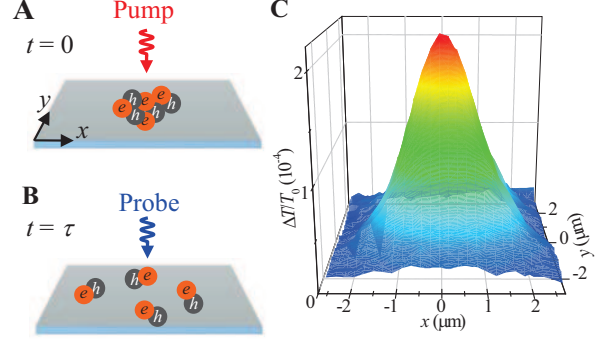 A
Pump
t = 0
e
e
h
h
e
h
h
e
y
x
B
Probe
t = τ
h
e
e
h
e
h
e
h
C
2
1
0
ΔT/T₀ (10⁻⁴)
-2
-1
0
1
2
x (μm)
2
0
-2
y (μm)